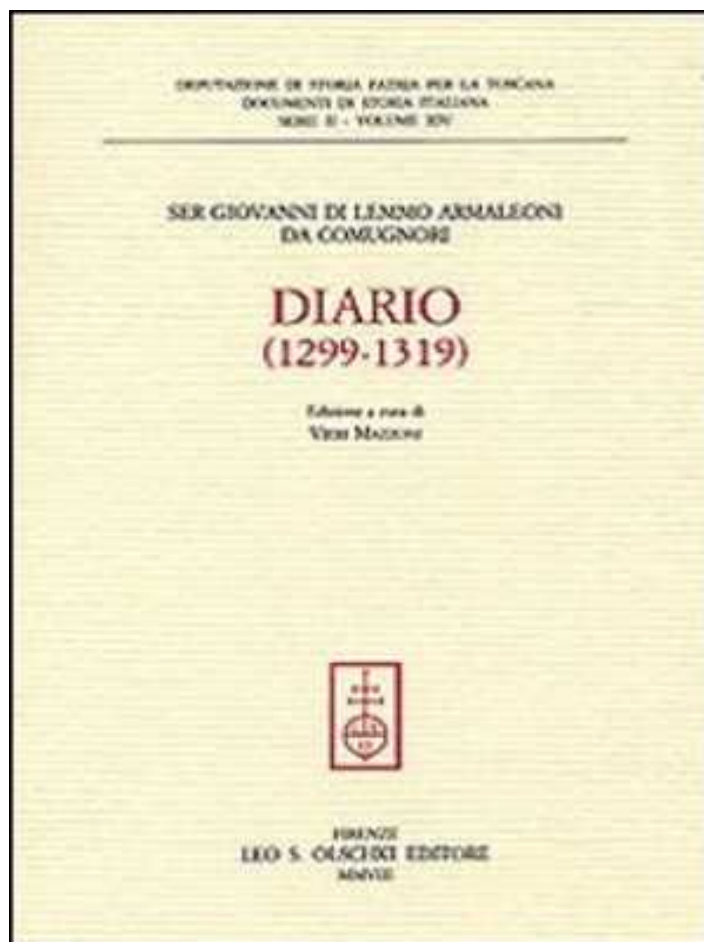 DEPUTAZIONE DI STORIA PATRIA PER LA TOSCANA
DOCUMENTI DI STORIA ITALIANA
SERIE II - VOLUME XIV
SER GIOVANNI DI LEMMO ARMALEONI
DA COMUGNORI
DIARIO
(1299-1319)
Edizione a cura di
VIERI MAZZONI
FIRENZE
LEO S. OLSCHKI EDITORE